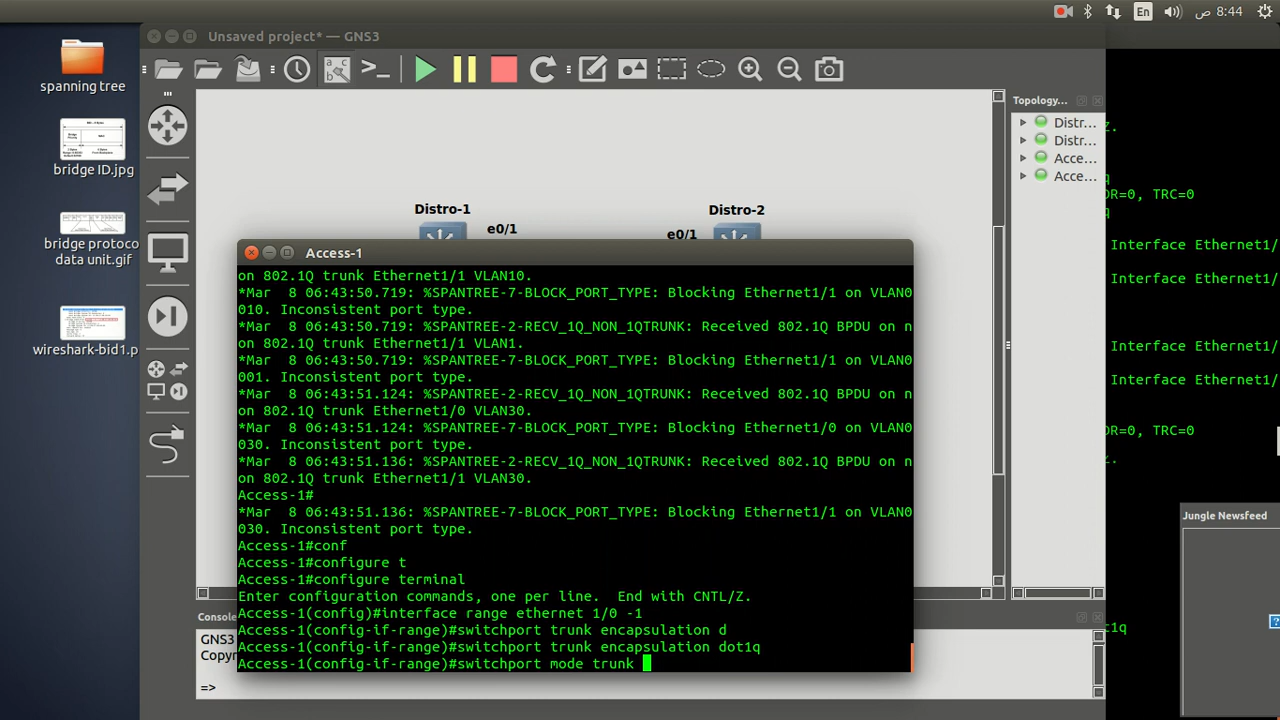 En
8:44 ص
Unsaved project* — GNS3
spanning tree
bridge ID.jpg
bridge protoco
data unit.gif
wireshark-bid1.p
Topology...
Distr...
Distr...
Acce...
Acce...
Distro-1
Distro-2
e0/1
e0/1
Access-1
on 802.1Q trunk Ethernet1/1 VLAN10.
*Mar  8 06:43:50.719: %SPANTREE-7-BLOCK_PORT_TYPE: Blocking Ethernet1/1 on VLAN0
010. Inconsistent port type.
*Mar  8 06:43:50.719: %SPANTREE-2-RECV_1Q_NON_1QTRUNK: Received 802.1Q BPDU on n
on 802.1Q trunk Ethernet1/1 VLAN1.
*Mar  8 06:43:50.719: %SPANTREE-7-BLOCK_PORT_TYPE: Blocking Ethernet1/1 on VLAN0
001. Inconsistent port type.
*Mar  8 06:43:51.124: %SPANTREE-2-RECV_1Q_NON_1QTRUNK: Received 802.1Q BPDU on n
on 802.1Q trunk Ethernet1/0 VLAN30.
*Mar  8 06:43:51.124: %SPANTREE-7-BLOCK_PORT_TYPE: Blocking Ethernet1/0 on VLAN0
030. Inconsistent port type.
*Mar  8 06:43:51.136: %SPANTREE-2-RECV_1Q_NON_1QTRUNK: Received 802.1Q BPDU on n
on 802.1Q trunk Ethernet1/1 VLAN30.
Access-1#
*Mar  8 06:43:51.136: %SPANTREE-7-BLOCK_PORT_TYPE: Blocking Ethernet1/1 on VLAN0
030. Inconsistent port type.
Access-1#conf
Access-1#configure t
Access-1#configure terminal
Enter configuration commands, one per line.  End with CNTL/Z.
Access-1(config)#interface range ethernet 1/0 -1
Access-1(config-if-range)#switchport trunk encapsulation d
Access-1(config-if-range)#switchport trunk encapsulation dot1q
Access-1(config-if-range)#switchport mode trunk
Console
GNS3
Copyr
=>
Z.
q
OR=0, TRC=0
q
Interface Ethernet1/
Interface Ethernet1/
Interface Ethernet1/
Interface Ethernet1/
OR=0, TRC=0
Z.
Jungle Newsfeed
t1q